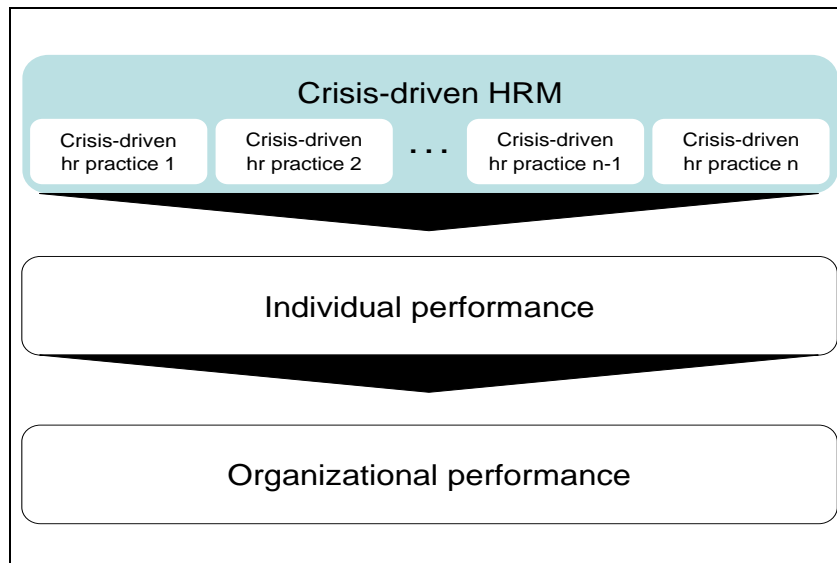 Crisis-driven HRM
Crisis-driven
hr practice 1
Crisis-driven
hr practice 2
...
Crisis-driven
hr practice n-1
Crisis-driven
hr practice n
Individual performance
Organizational performance